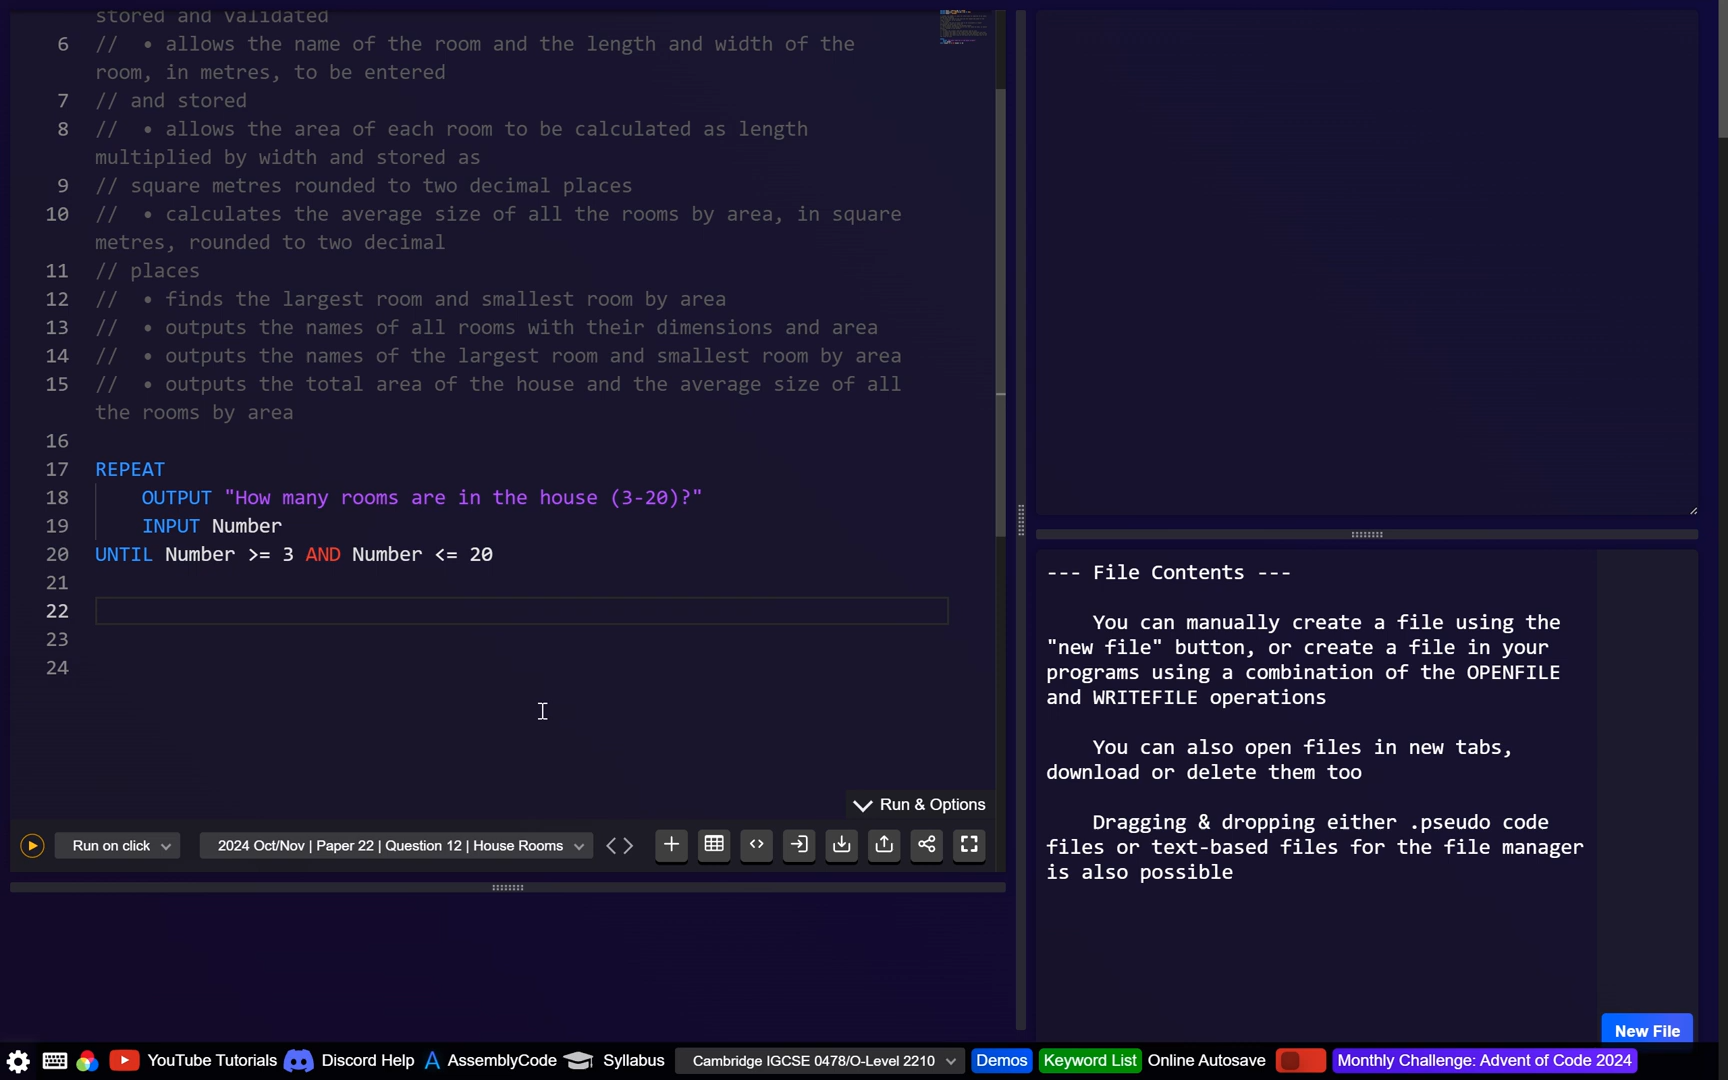 stored and validated
6 // • allows the name of the room and the length and width of the
room, in metres, to be entered
7 // and stored
8 // • allows the area of each room to be calculated as length
multiplied by width and stored as
9 // square metres rounded to two decimal places
10 // • calculates the average size of all the rooms by area, in square
metres, rounded to two decimal
11 // places
12 // • finds the largest room and smallest room by area
13 // • outputs the names of all rooms with their dimensions and area
14 // • outputs the names of the largest room and smallest room by area
15 // • outputs the total area of the house and the average size of all
the rooms by area
16
17 REPEAT
18 OUTPUT "How many rooms are in the house (3-20)?"
19 INPUT Number
20 UNTIL Number >= 3 AND Number <= 20
21
22
23
24
Run & Options
Run on click
2024 Oct/Nov | Paper 22 | Question 12 | House Rooms
--- File Contents ---
You can manually create a file using the
"new file" button, or create a file in your
programs using a combination of the OPENFILE
and WRITEFILE operations
You can also open files in new tabs,
download or delete them too
Dragging & dropping either .pseudo code
files or text-based files for the file manager
is also possible
New File
YouTube Tutorials Discord Help AssemblyCode Syllabus Cambridge IGCSE 0478/O-Level 2210 Demos Keyword List Online Autosave Monthly Challenge: Advent of Code 2024